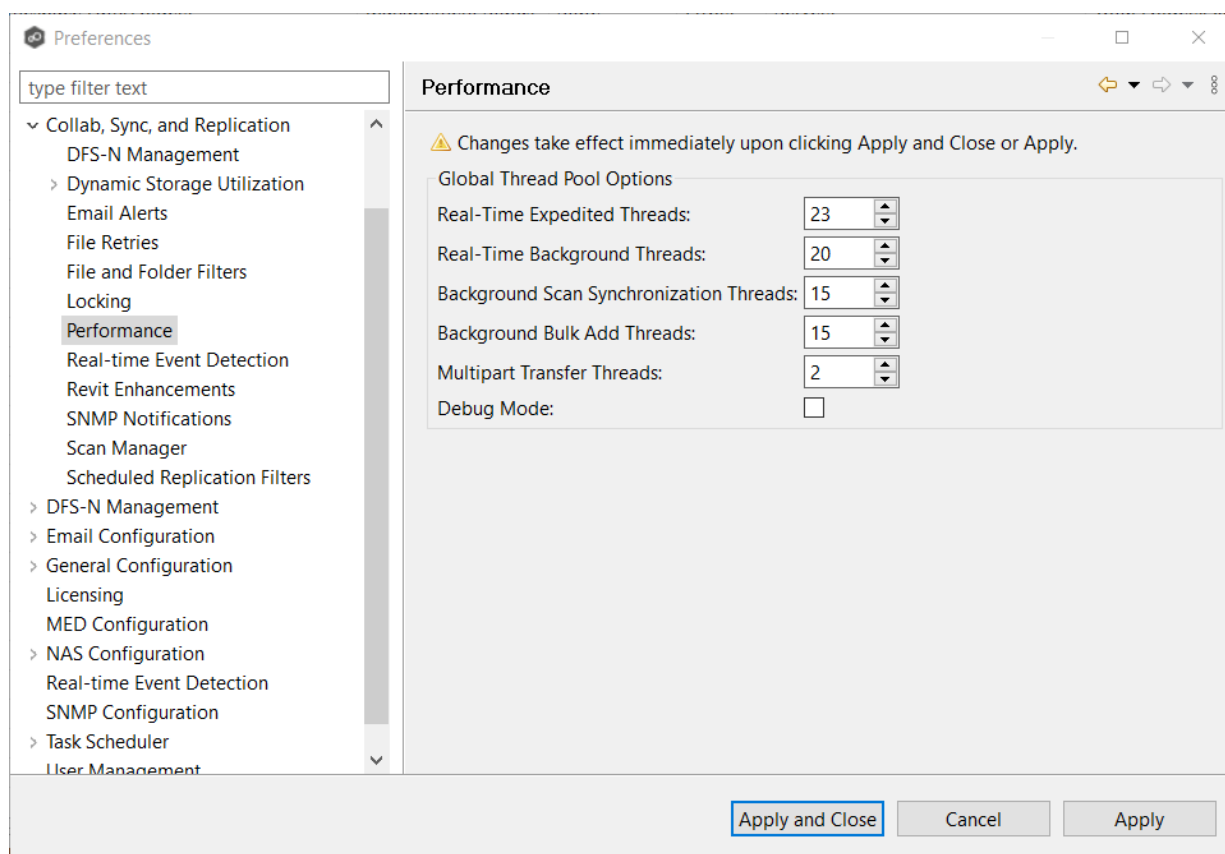 Preferences
type filter text
Collab, Sync, and Replication
DFS-N Management
Dynamic Storage Utilization
Email Alerts
File Retries
File and Folder Filters
Locking
Performance
Real-time Event Detection
Revit Enhancements
SNMP Notifications
Scan Manager
Scheduled Replication Filters
DFS-N Management
Email Configuration
General Configuration
Licensing
MED Configuration
NAS Configuration
Real-time Event Detection
SNMP Configuration
Task Scheduler
User Management
Performance
Changes take effect immediately upon clicking Apply and Close or Apply.
Global Thread Pool Options
Real-Time Expedited Threads: 23
Real-Time Background Threads: 20
Background Scan Synchronization Threads: 15
Background Bulk Add Threads: 15
Multipart Transfer Threads: 2
Debug Mode:
Apply and Close Cancel Apply